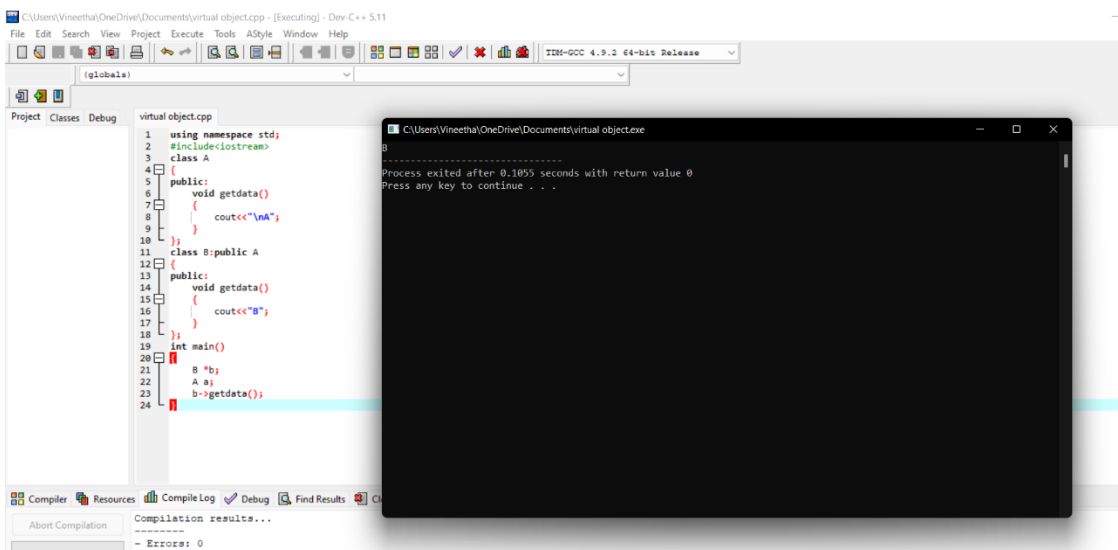 C:\Users\Vineetha\OneDrive\Documents\virtual object.cpp - [Executing] - Dev-C++ 5.11
File Edit Search View Project Execute Tools AStyle Window Help
TDM-GCC 4.9.2 64-bit Release
(globals)
Project Classes Debug
virtual object.cpp
1 using namespace std;
2 #include<iostream>
3 class A
4 {
5 public:
6 void getdata()
7 {
8 cout<<"\nA";
9 }
10 };
11 class B:public A
12 {
13 public:
14 void getdata()
15 {
16 cout<<"B";
17 }
18 };
19 int main()
20 {
21 B *b;
22 A a;
23 b->getdata();
24 }
C:\Users\Vineetha\OneDrive\Documents\virtual object.exe
B
--------------------------------
Process exited after 0.1055 seconds with return value 0
Press any key to continue . . .
Compiler Resources Compile Log Debug Find Results Cl
Abort Compilation
Compilation results...
--------
- Errors: 0